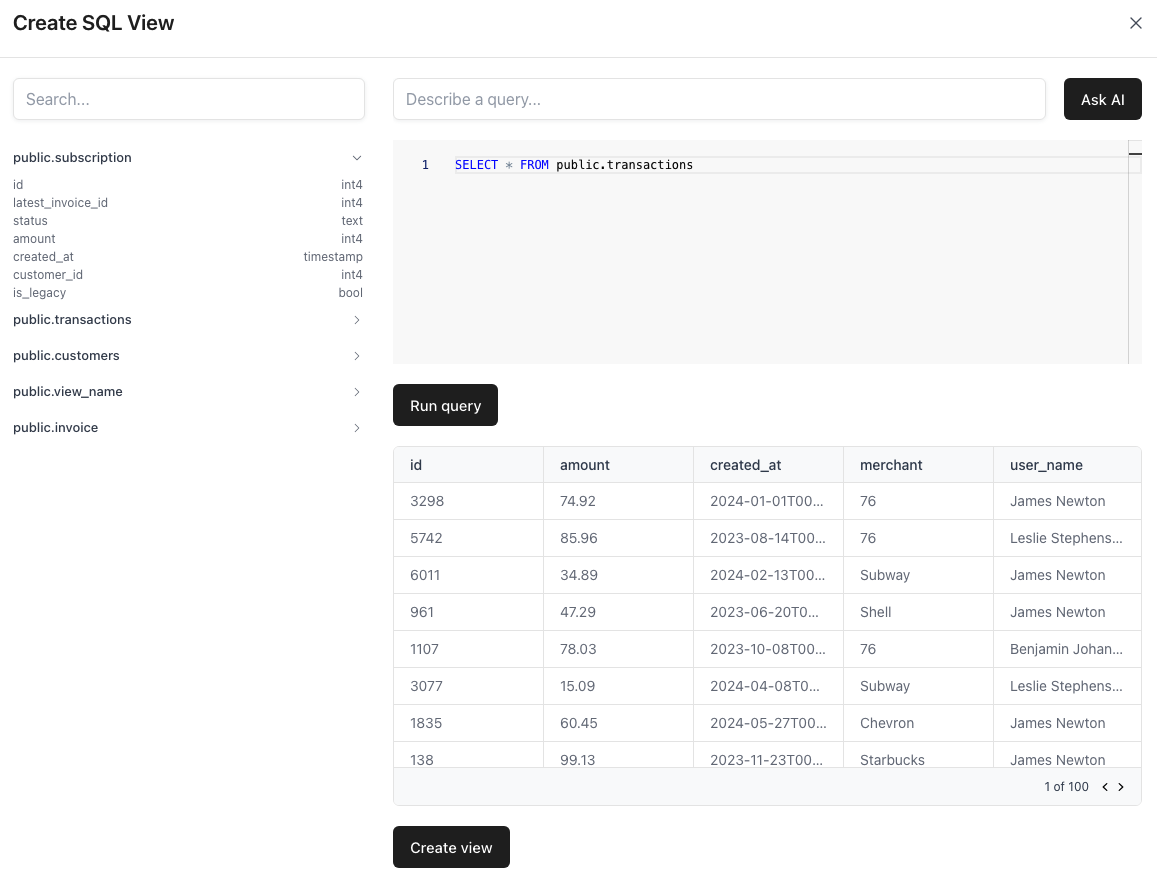 Create SQL View
Search...
public.subscription
id int4
latest_invoice_id int4
status text
amount int4
created_at timestamp
customer_id int4
is_legacy bool
public.transactions
public.customers
public.view_name
public.invoice
Describe a query...
Ask AI
1 SELECT * FROM public.transactions
Run query
id amount created_at merchant user_name
3298 74.92 2024-01-01T00... 76 James Newton
5742 85.96 2023-08-14T00... 76 Leslie Stephens...
6011 34.89 2024-02-13T00... Subway James Newton
961 47.29 2023-06-20T0... Shell James Newton
1107 78.03 2023-10-08T00... 76 Benjamin Johan...
3077 15.09 2024-04-08T0... Subway Leslie Stephens...
1835 60.45 2024-05-27T00... Chevron James Newton
138 99.13 2023-11-23T00... Starbucks James Newton
1 of 100
Create view